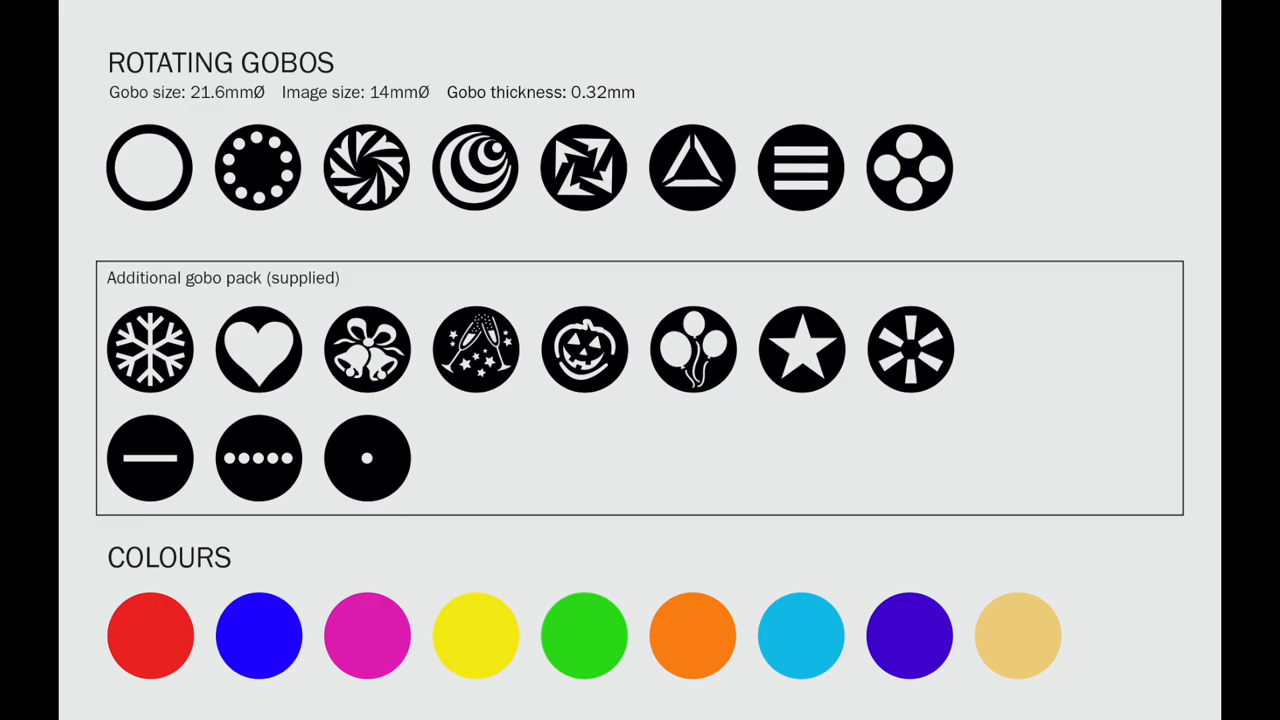 ROTATING GOBOS
Gobo size: 21.6mmØ Image size: 14mmØ Gobo thickness: 0.32mm
Additional gobo pack (supplied)
COLOURS